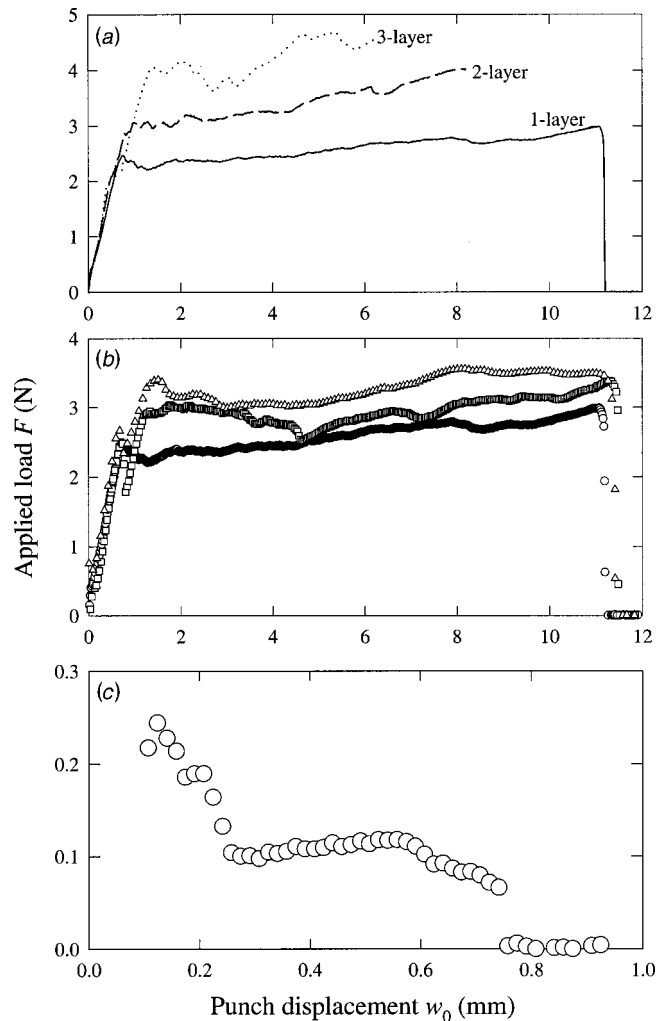 (a)
3-layer
2-layer
1-layer
5
4
3
2
1
0
0 2 4 6 8 10 12
(b)
4
3
2
1
0
0 2 4 6 8 10 12
Applied load F (N)
(c)
0.3
0.2
0.1
0.0
0.0 0.2 0.4 0.6 0.8 1.0
Punch displacement w₀ (mm)